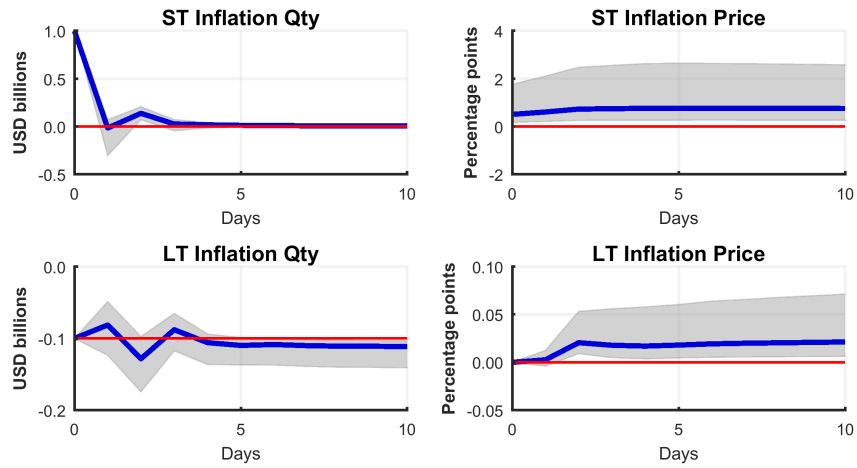 ST Inflation Qty
USD billions
1.0
0.5
0.0
-0.5
0
5
10
Days
ST Inflation Price
Percentage points
4
2
0
-2
0
5
10
Days
LT Inflation Qty
USD billions
0.0
-0.1
-0.2
0
5
10
Days
LT Inflation Price
Percentage points
0.10
0.05
0.00
-0.05
0
5
10
Days